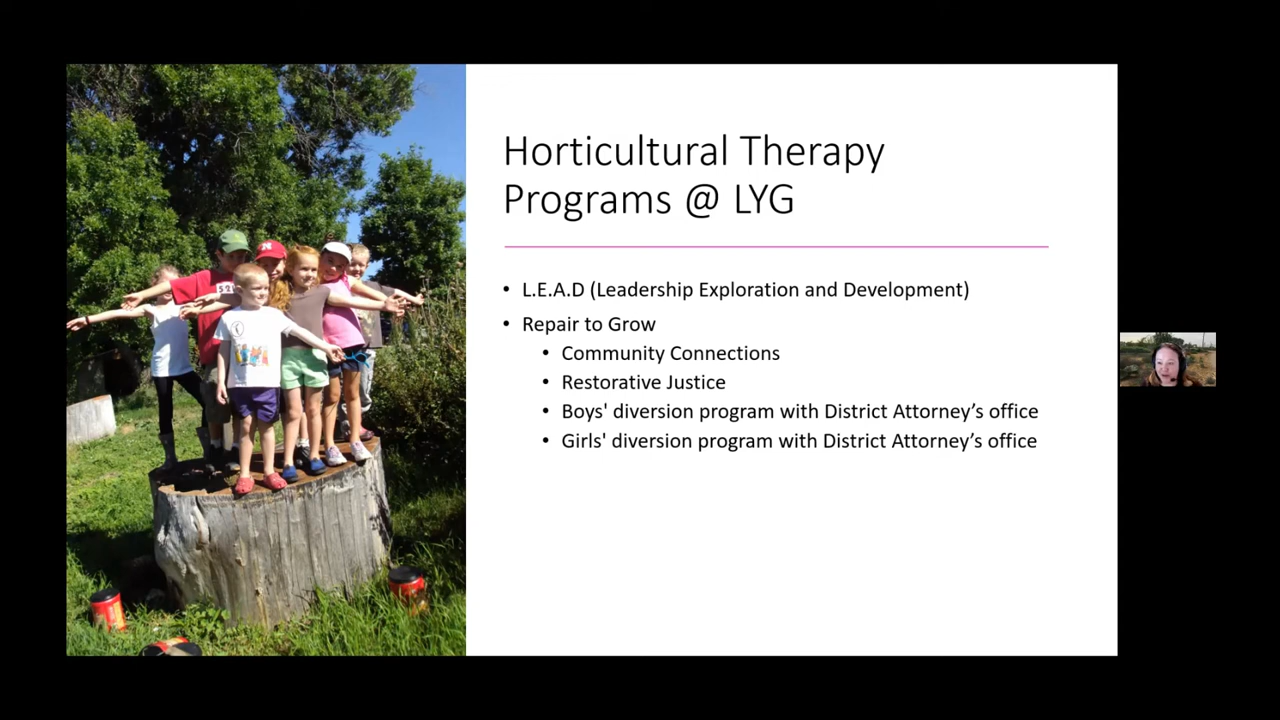 Horticultural Therapy
Programs @ LYG
• L.E.A.D (Leadership Exploration and Development)
• Repair to Grow
• Community Connections
• Restorative Justice
• Boys' diversion program with District Attorney’s office
• Girls' diversion program with District Attorney’s office